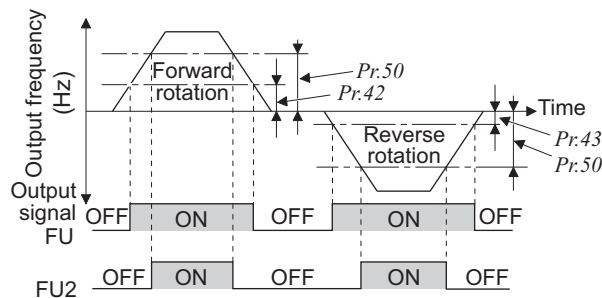 Output frequency
(Hz)
Forward
rotation
Pr.50
Pr.42
Time
Reverse
rotation
Pr.43
Pr.50
Output
signal
FU
OFF ON OFF ON OFF
FU2
OFF ON OFF ON OFF